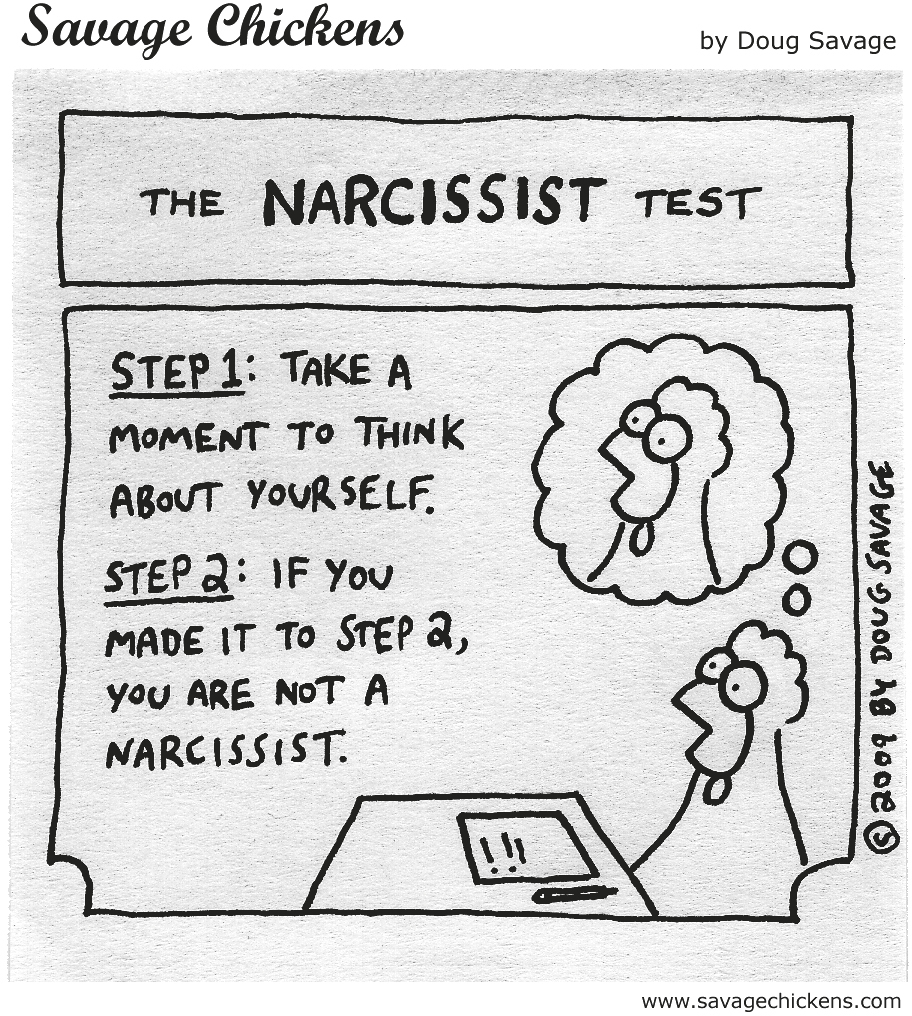 Savage Chickens
by Doug Savage
THE NARCISSIST TEST
STEP 1: TAKE A
MOMENT TO THINK
ABOUT YOURSELF.
STEP 2: IF YOU
MADE IT TO STEP 2,
YOU ARE NOT A
NARCISSIST.
© 2009 BY DOUG SAVAGE
www.savagechickens.com